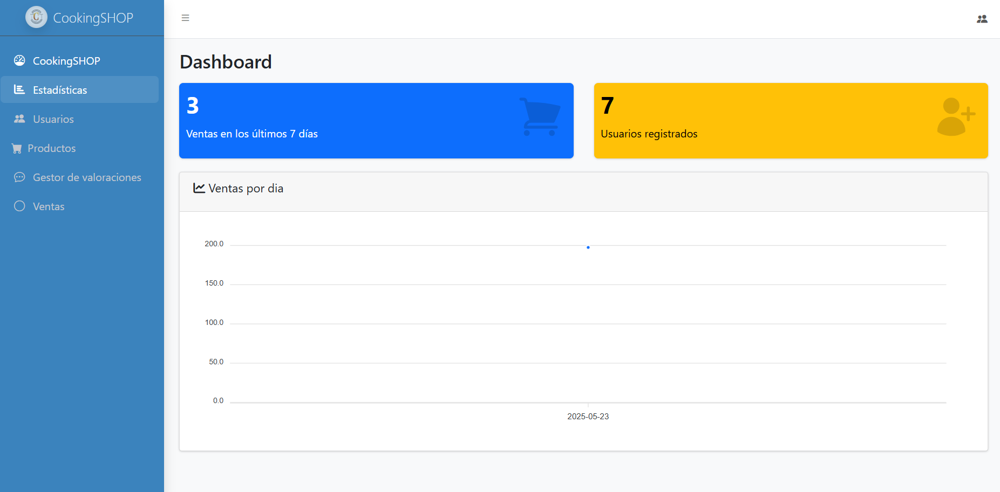 CookingSHOP
CookingSHOP
Estadísticas
Usuarios
Productos
Gestor de valoraciones
Ventas
Dashboard
3
Ventas en los últimos 7 días
7
Usuarios registrados
Ventas por dia
200.0
150.0
100.0
50.0
0.0
2025-05-23